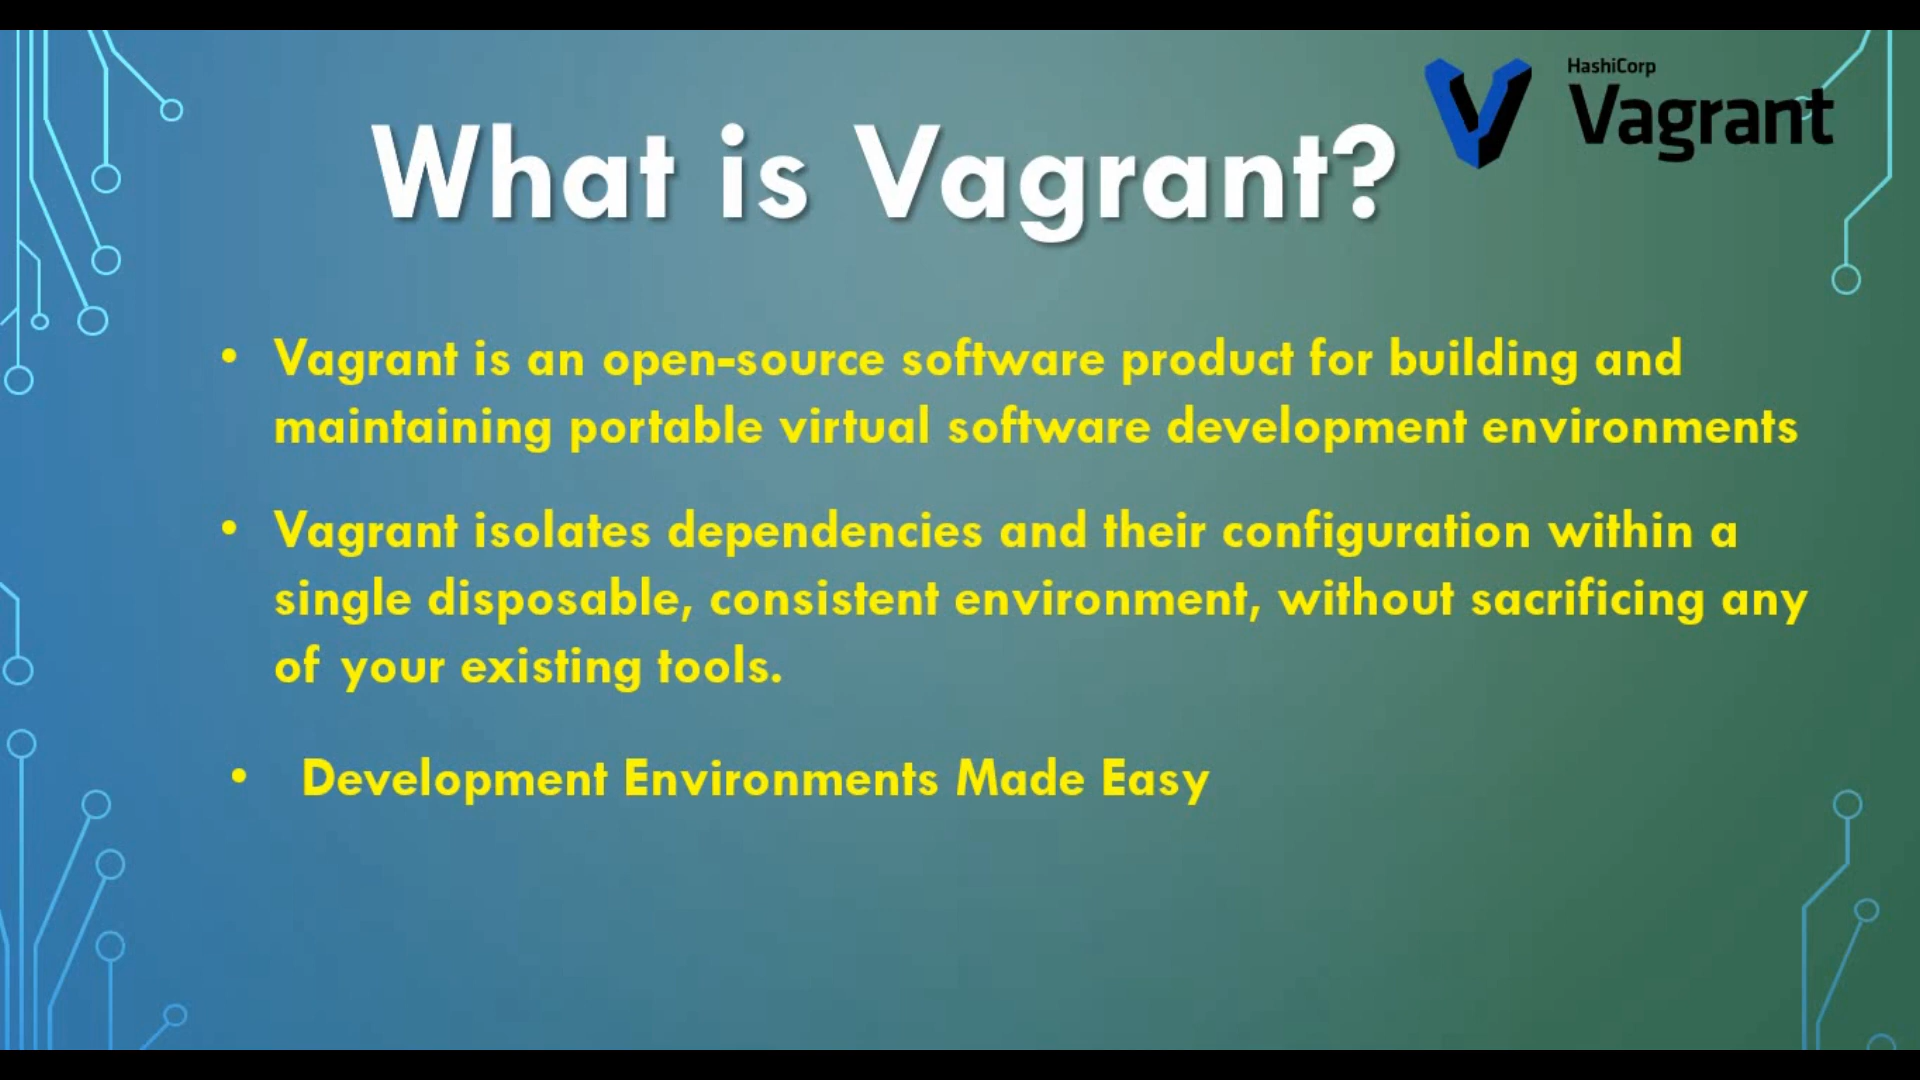 HashiCorp
Vagrant
What is Vagrant?
• Vagrant is an open-source software product for building and
maintaining portable virtual software development environments
• Vagrant isolates dependencies and their configuration within a
single disposable, consistent environment, without sacrificing any
of your existing tools.
• Development Environments Made Easy